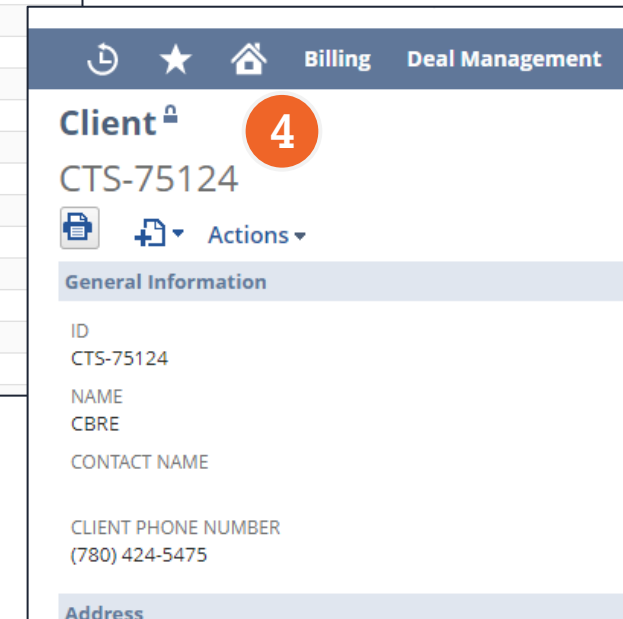 Billing Deal Management
Client
4
CTS-75124
Actions
General Information
ID
CTS-75124
NAME
CBRE
CONTACT NAME
CLIENT PHONE NUMBER
(780) 424-5475
Address